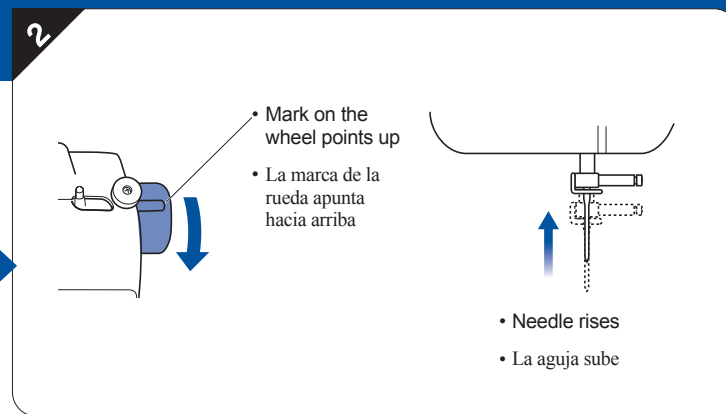 2
• Mark on the
wheel points up
• La marca de la
rueda apunta
hacia arriba
• Needle rises
• La aguja sube